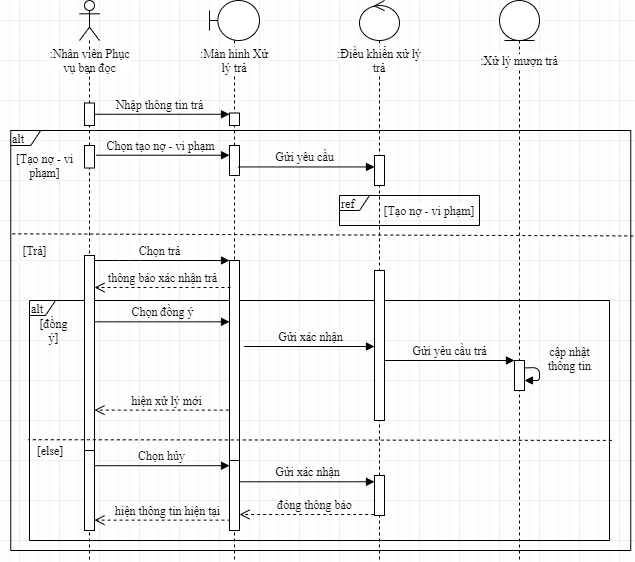 :Nhân viên Phục
vụ bạn đọc
:Màn hình Xử
lý trả
:Điều khiển xử lý
trả
:Xử lý mượn trả
Nhập thông tin trả
alt
[Tạo nợ - vi
phạm]
Chọn tạo nợ - vi phạm
Gửi yêu cầu
ref
[Tạo nợ - vi phạm]
[Trả]
Chọn trả
thông báo xác nhận trả
alt
[đồng
ý]
Chọn đồng ý
Gửi xác nhận
Gửi yêu cầu trả
cập nhật
thông tin
hiện xử lý mới
[else]
Chọn hủy
Gửi xác nhận
đóng thông báo
hiện thông tin hiện tại